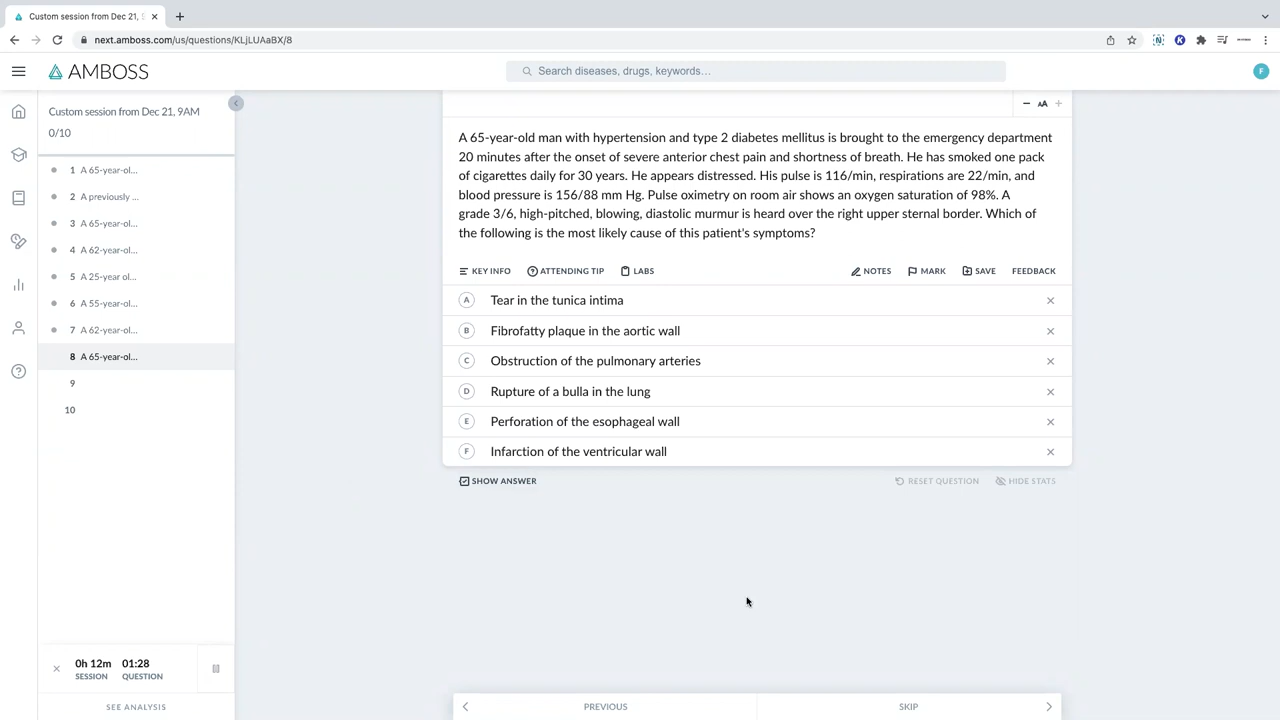 Custom session from Dec 21, 9
next.amboss.com/us/questions/KLjLUAaBX/8
F
AMBOSS
Search diseases, drugs, keywords…
Custom session from Dec 21, 9AM
0/10
1 A 65-year-ol...
2 A previously ...
3 A 65-year-ol...
4 A 62-year-ol...
5 A 25-year ol...
6 A 55-year-ol...
7 A 62-year-ol...
8 A 65-year-ol...
9
10
0h 12m 01:28
SESSION QUESTION
SEE ANALYSIS
AA
A 65-year-old man with hypertension and type 2 diabetes mellitus is brought to the emergency department
20 minutes after the onset of severe anterior chest pain and shortness of breath. He has smoked one pack
of cigarettes daily for 30 years. He appears distressed. His pulse is 116/min, respirations are 22/min, and
blood pressure is 156/88 mm Hg. Pulse oximetry on room air shows an oxygen saturation of 98%. A
grade 3/6, high-pitched, blowing, diastolic murmur is heard over the right upper sternal border. Which of
the following is the most likely cause of this patient's symptoms?
KEY INFO ATTENDING TIP LABS NOTES MARK SAVE FEEDBACK
A Tear in the tunica intima
B Fibrofatty plaque in the aortic wall
C Obstruction of the pulmonary arteries
D Rupture of a bulla in the lung
E Perforation of the esophageal wall
F Infarction of the ventricular wall
SHOW ANSWER RESET QUESTION HIDE STATS
PREVIOUS SKIP